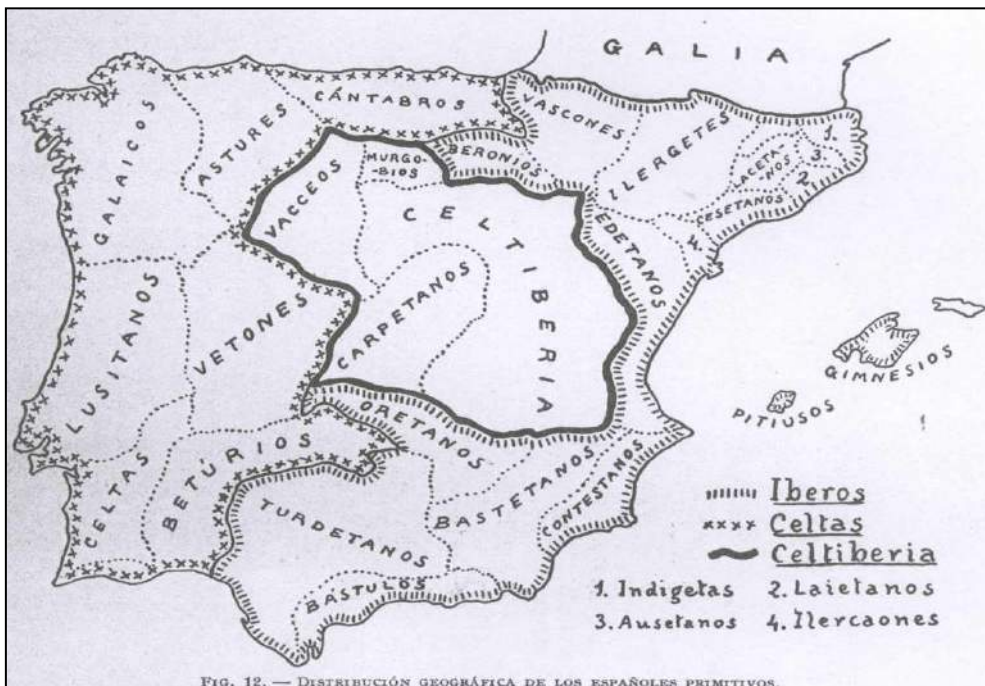 GALIA
CÁNTABROS
VASCONES
GALAICOS
ASTURES
BERONIOS
MURGO-
BIOS
ILERGETES
LACETA-
NOS
1.
3
2
CESETANOS
4.
VACCEOS
CELTIBERIA
EDETANOS
CARPETANOS
LUSITANOS
VETONES
GIMNESIOS
PITIUSOS
ORETANOS
CELTAS
BETÚRIOS
BASTETANOS
CONTESTANOS
TURDETANOS
BÁSTULOS
Iberos
Celtas
Celtiberia
1. Indigetas 2. Laietanos
3. Ausetanos 4. Ilercaones
FIG. 12. — DISTRIBUCIÓN GEOGRÁFICA DE LOS ESPAÑOLES PRIMITIVOS.